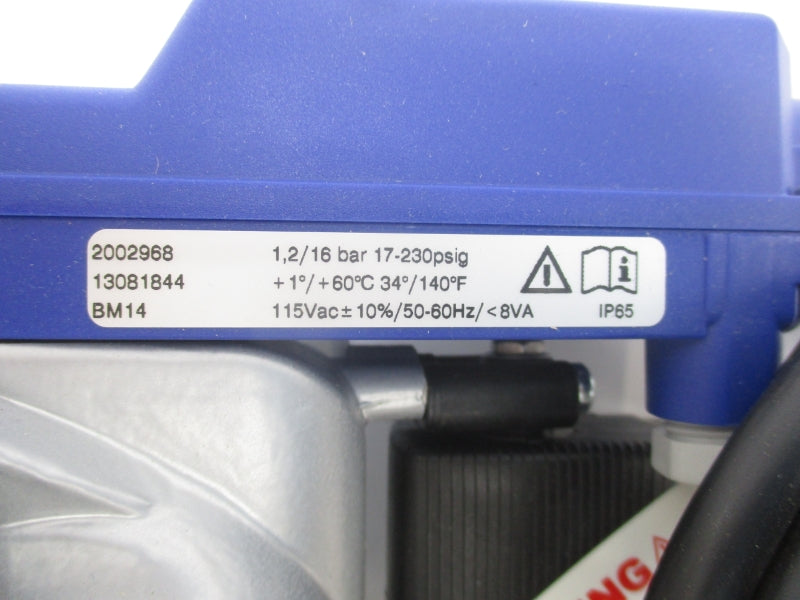 2002968
13081844
BM14
1,2/16 bar 17-230psig
+1°/+60°C 34°/140°F
115Vac±10%/50-60Hz/<8VA
i
IP65
NG